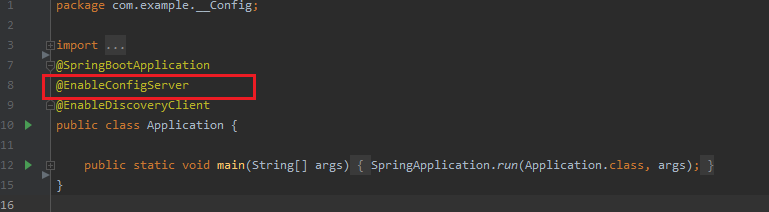 1 package com.example.__Config;
2
3 import ...
7 @SpringBootApplication
8 @EnableConfigServer
9 @EnableDiscoveryClient
10 public class Application {
11
12 public static void main(String[] args) { SpringApplication.run(Application.class, args); }
15 }
16